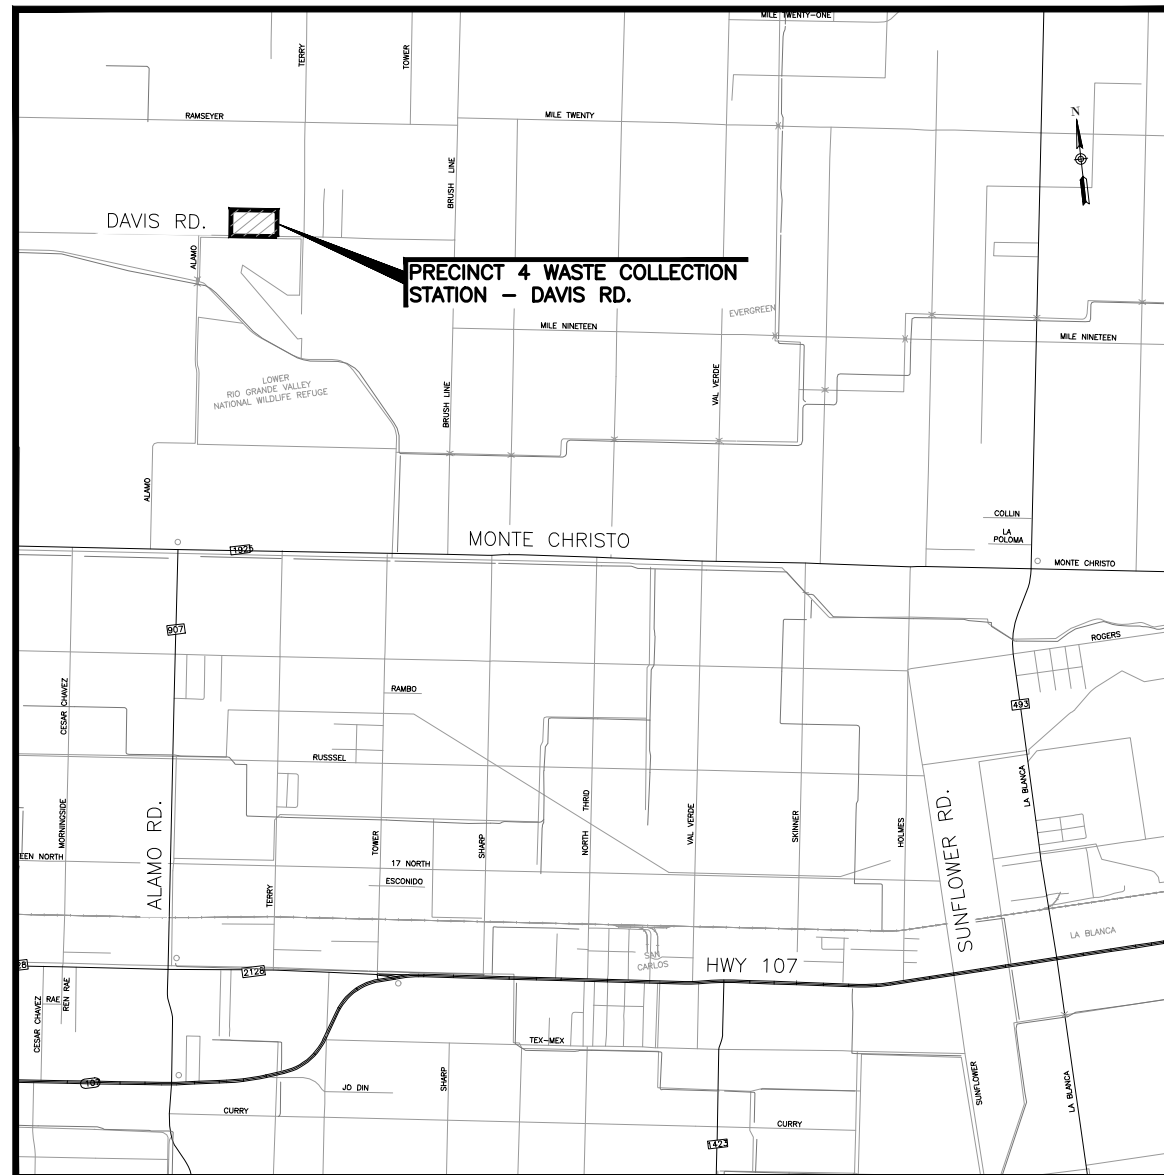 MILE TWENTY-ONE
TERRY
TOWER
N
RAMSEYER
MILE TWENTY
BRUSH LINE
DAVIS RD.
ALAMO
PRECINCT 4 WASTE COLLECTION
STATION - DAVIS RD.
EVERGREEN
MILE NINETEEN
MILE NINETEEN
LOWER
RIO GRANDE VALLEY
NATIONAL WILDLIFE REFUGE
BRUSH LINE
VAL VERDE
ALAMO
COLLIN
LA
POLOMA
MONTE CHRISTO
1925
MONTE CHRISTO
907
ROGERS
CESAR CHAVEZ
RAMBO
493
RUSSSEL
LA BLANCA
MORNINGSIDE
ALAMO RD.
TOWER
SHARP
NORTH THRID
VAL VERDE
SKINNER
HOLMES
SUNFLOWER RD.
EEN NORTH
17 NORTH
ESCONIDO
TERRY
LA BLANCA
SAN
CARLOS
HWY 107
28
2128
CESAR CHAVEZ
RAE
REN RAE
TEX-MEX
107
JO DIN
SHARP
SUNFLOWER
LA BLANCA
CURRY
CURRY
1423